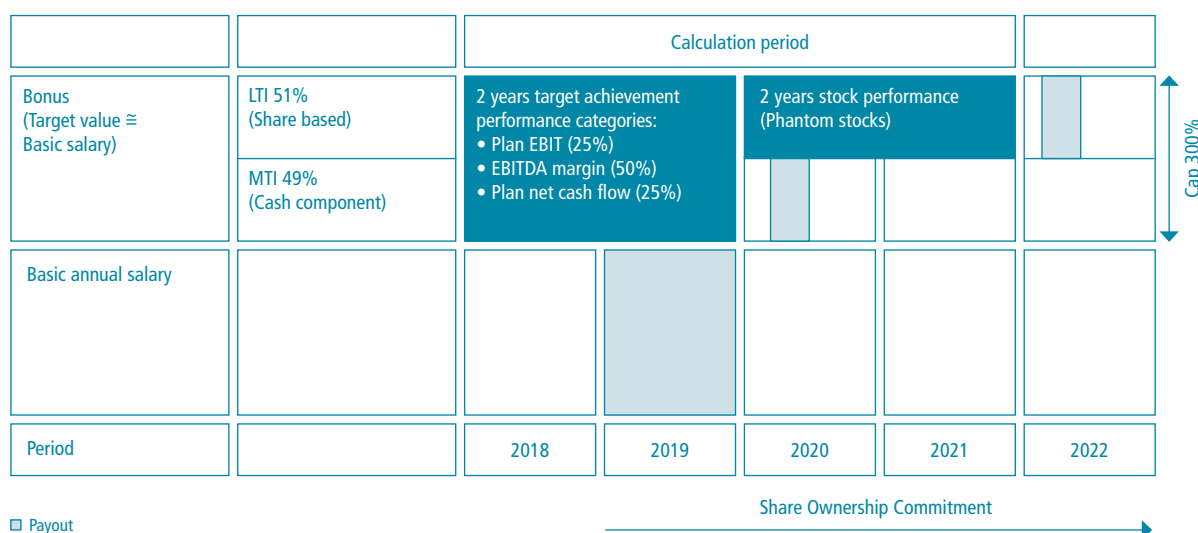 Calculation period
Bonus
(Target value ≅
Basic salary)
LTI 51%
(Share based)
MTI 49%
(Cash component)
2 years target achievement
performance categories:
• Plan EBIT (25%)
• EBITDA margin (50%)
• Plan net cash flow (25%)
2 years stock performance
(Phantom stocks)
Cap 300%
Basic annual salary
Period
2018
2019
2020
2021
2022
Share Ownership Commitment
Payout